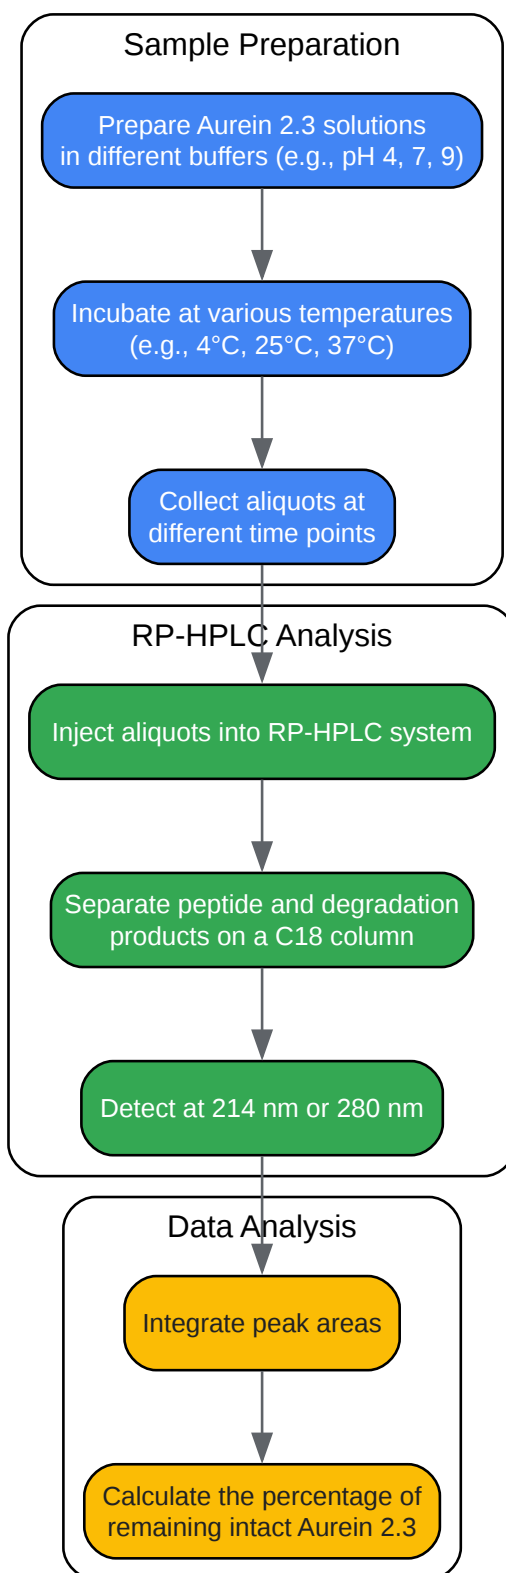 Sample Preparation
Prepare Aurein 2.3 solutions
in different buffers (e.g., pH 4, 7, 9)
Incubate at various temperatures
(e.g., 4°C, 25°C, 37°C)
Collect aliquots at
different time points
RP-HPLC Analysis
Inject aliquots into RP-HPLC system
Separate peptide and degradation
products on a C18 column
Detect at 214 nm or 280 nm
Data Analysis
Integrate peak areas
Calculate the percentage of
remaining intact Aurein 2.3